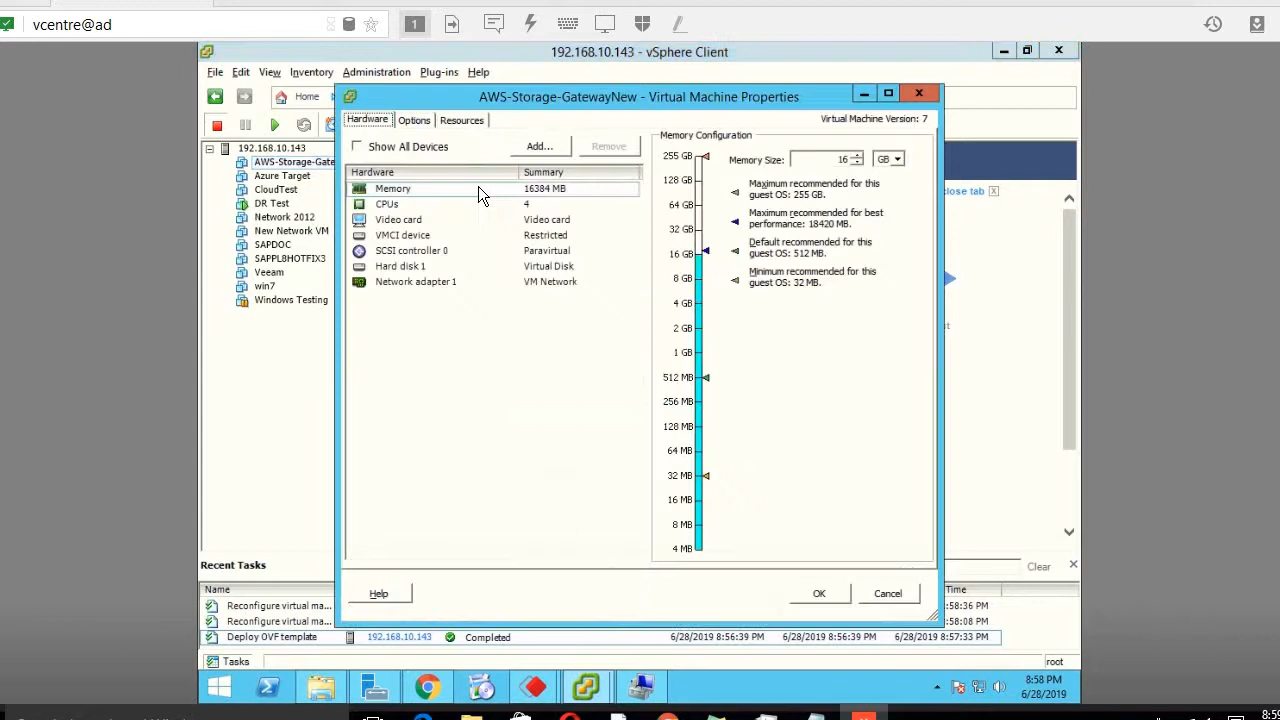 vcentre@ad
1
192.168.10.143 - vSphere Client
File Edit View Inventory Administration Plug-ins Help
Home
AWS-Storage-GatewayNew - Virtual Machine Properties
Hardware Options Resources
Virtual Machine Version: 7
192.168.10.143
AWS-Storage-Gate
Azure Target
CloudTest
DR Test
Network 2012
New Network VM
SAPDOC
SAPPL8HOTFIX3
Veeam
win7
Windows Testing
Show All Devices
Add...
Remove
Hardware Summary
Memory 16384 MB
CPUs 4
Video card Video card
VMCI device Restricted
SCSI controller 0 Paravirtual
Hard disk 1 Virtual Disk
Network adapter 1 VM Network
Memory Configuration
255 GB
128 GB
64 GB
32 GB
16 GB
8 GB
4 GB
2 GB
1 GB
512 MB
256 MB
128 MB
64 MB
32 MB
16 MB
8 MB
4 MB
Memory Size: 16 GB
Maximum recommended for this
guest OS: 255 GB.
Maximum recommended for best
performance: 18420 MB.
Default recommended for this
guest OS: 512 MB.
Minimum recommended for this
guest OS: 32 MB.
close tab
Help
OK
Cancel
Recent Tasks
Clear
Name
Time
Reconfigure virtual ma...
:58:36 PM
Reconfigure virtual ma...
:58:08 PM
Deploy OVF template 192.168.10.143 Completed 6/28/2019 8:56:39 PM 6/28/2019 8:56:39 PM 6/28/2019 8:57:33 PM
Tasks
root
8:58 PM
6/28/2019